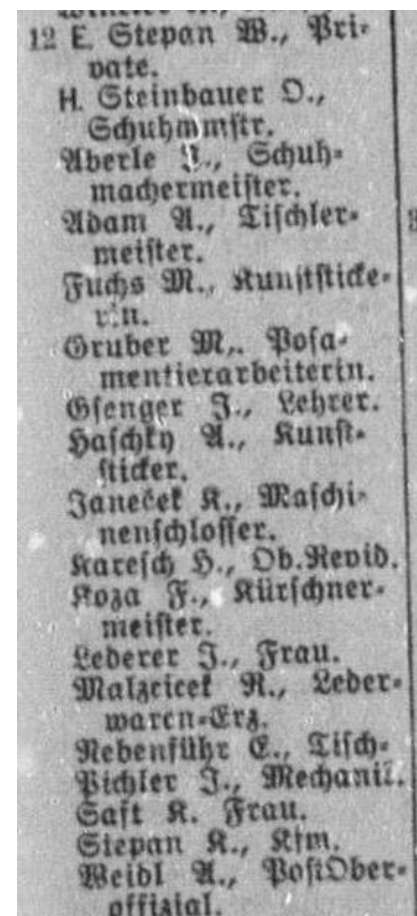 12 E. Stepan W., Pri-
vate.
H. Steinbauer O.,
Schuhmmstr.
Aberle J., Schuh-
machermeister.
Adam A., Tischler-
meister.
Fuchs M., Kunststicke-
rin.
Gruber M,. Posa-
mentierarbeiterin.
Gsenger J., Lehrer.
Haschky A., Kunst-
sticker.
Janeček K., Maschi-
nenschlosser.
Karesch H., Ob.Revid.
Koza F., Kürschner-
meister.
Lederer J., Frau.
Malzricek R., Leder-
waren-Erz.
Nebenführ E., Tisch-
Pichler J., Mechanik.
Saft K. Frau.
Stepan K., Kfm.
Weidl A., PostOber-
offizial.